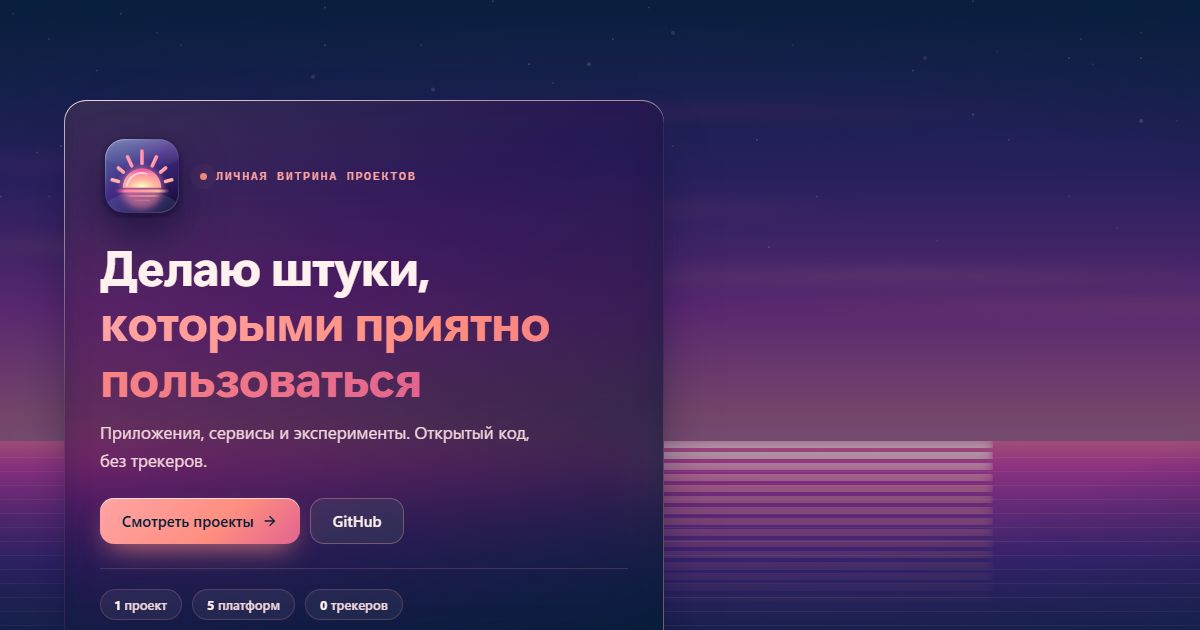 ЛИЧНАЯ ВИТРИНА ПРОЕКТОВ
Делаю штуки,
которыми приятно
пользоваться
Приложения, сервисы и эксперименты. Открытый код,
без трекеров.
Смотреть проекты →
GitHub
1 проект
5 платформ
0 трекеров